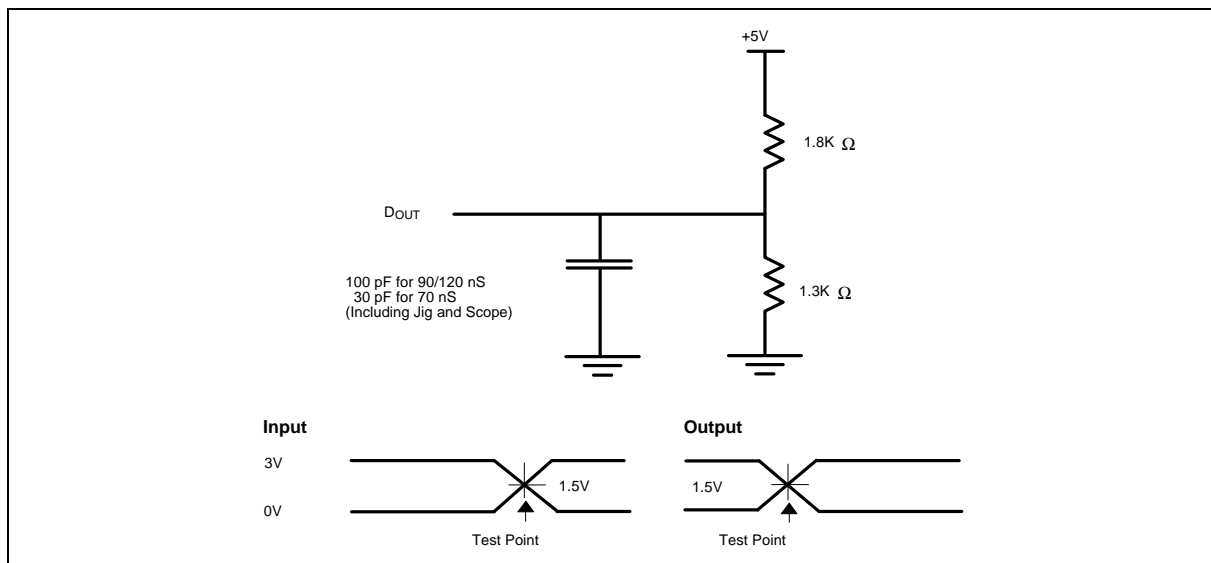 +5V
1.8K Ω
DOUT
100 pF for 90/120 nS
30 pF for 70 nS
(Including Jig and Scope)
1.3K Ω
Input
Output
3V
1.5V
1.5V
0V
Test Point
Test Point